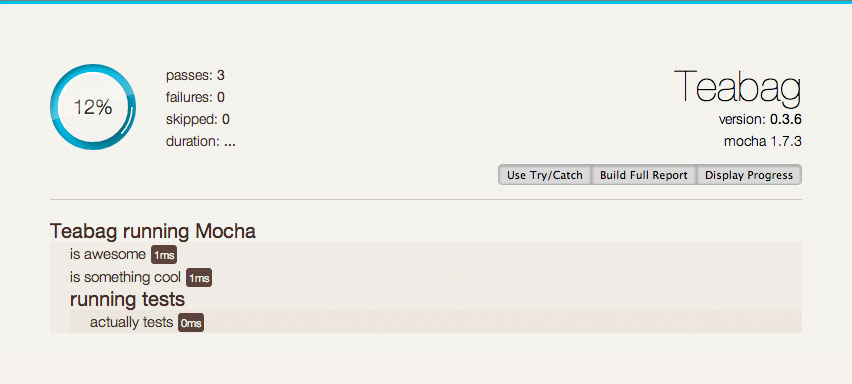 12%
passes: 3
failures: 0
skipped: 0
duration: ...
Teabag
version: 0.3.6
mocha 1.7.3
Use Try/Catch Build Full Report Display Progress
Teabag running Mocha
is awesome 1ms
is something cool 1ms
running tests
actually tests 0ms